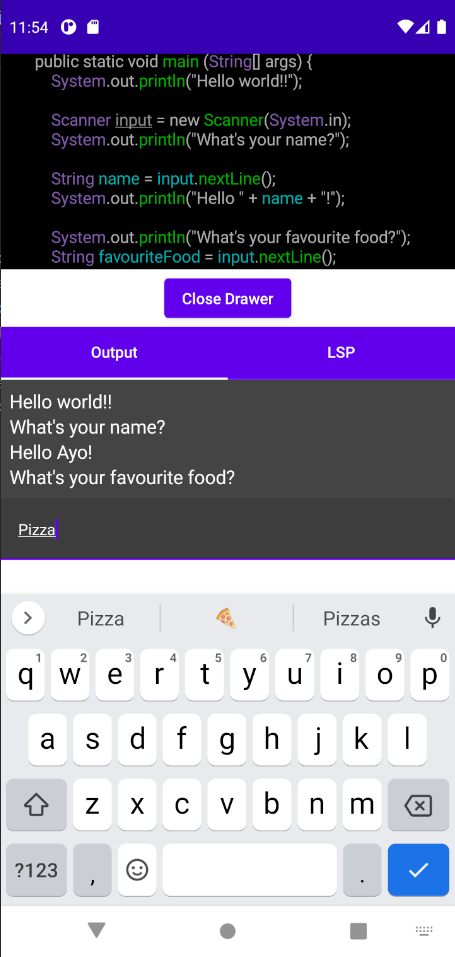 11:54
public static void main (String[] args) {
System.out.println("Hello world!!");
Scanner input = new Scanner(System.in);
System.out.println("What's your name?");
String name = input.nextLine();
System.out.println("Hello " + name + "!");
System.out.println("What's your favourite food?");
String favouriteFood = input.nextLine();
Close Drawer
Output LSP
Hello world!!
What's your name?
Hello Ayo!
What's your favourite food?
Pizza
Pizza 🍕 Pizzas
1 2 3 4 5 6 7 8 9 0
q w e r t y u i o p
a s d f g h j k l
z x c v b n m
?123 , .